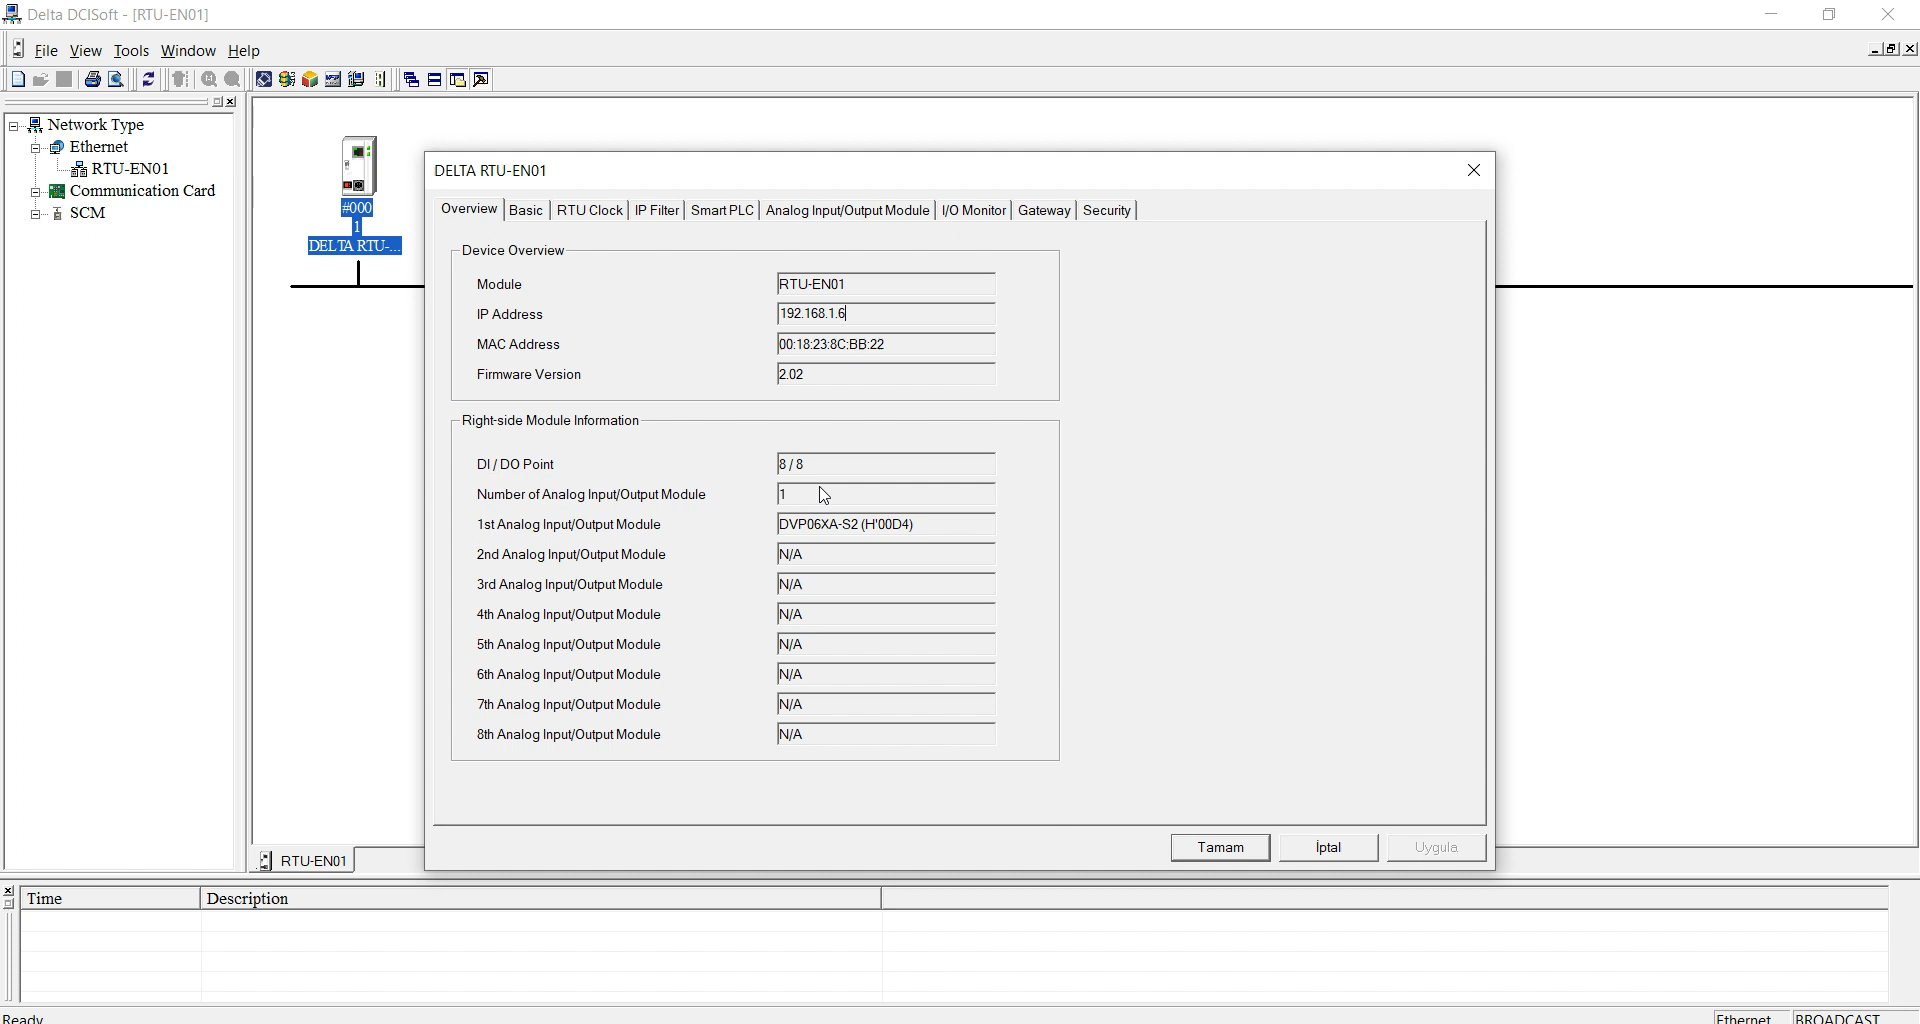 Delta DCISoft - [RTU-EN01]
File View Tools Window Help
Network Type
Ethernet
RTU-EN01
Communication Card
SCM
#000
1
DELTA RTU-...
DELTA RTU-EN01
Overview Basic RTU Clock IP Filter Smart PLC Analog Input/Output Module I/O Monitor Gateway Security
Device Overview
Module RTU-EN01
IP Address 192.168.1.6
MAC Address 00:18:23:8C:BB:22
Firmware Version 2.02
Right-side Module Information
DI / DO Point 8 / 8
Number of Analog Input/Output Module 1
1st Analog Input/Output Module DVP06XA-S2 (H'00D4)
2nd Analog Input/Output Module N/A
3rd Analog Input/Output Module N/A
4th Analog Input/Output Module N/A
5th Analog Input/Output Module N/A
6th Analog Input/Output Module N/A
7th Analog Input/Output Module N/A
8th Analog Input/Output Module N/A
Tamam İptal Uygula
RTU-EN01
Time Description
Ready Ethernet BROADCAST